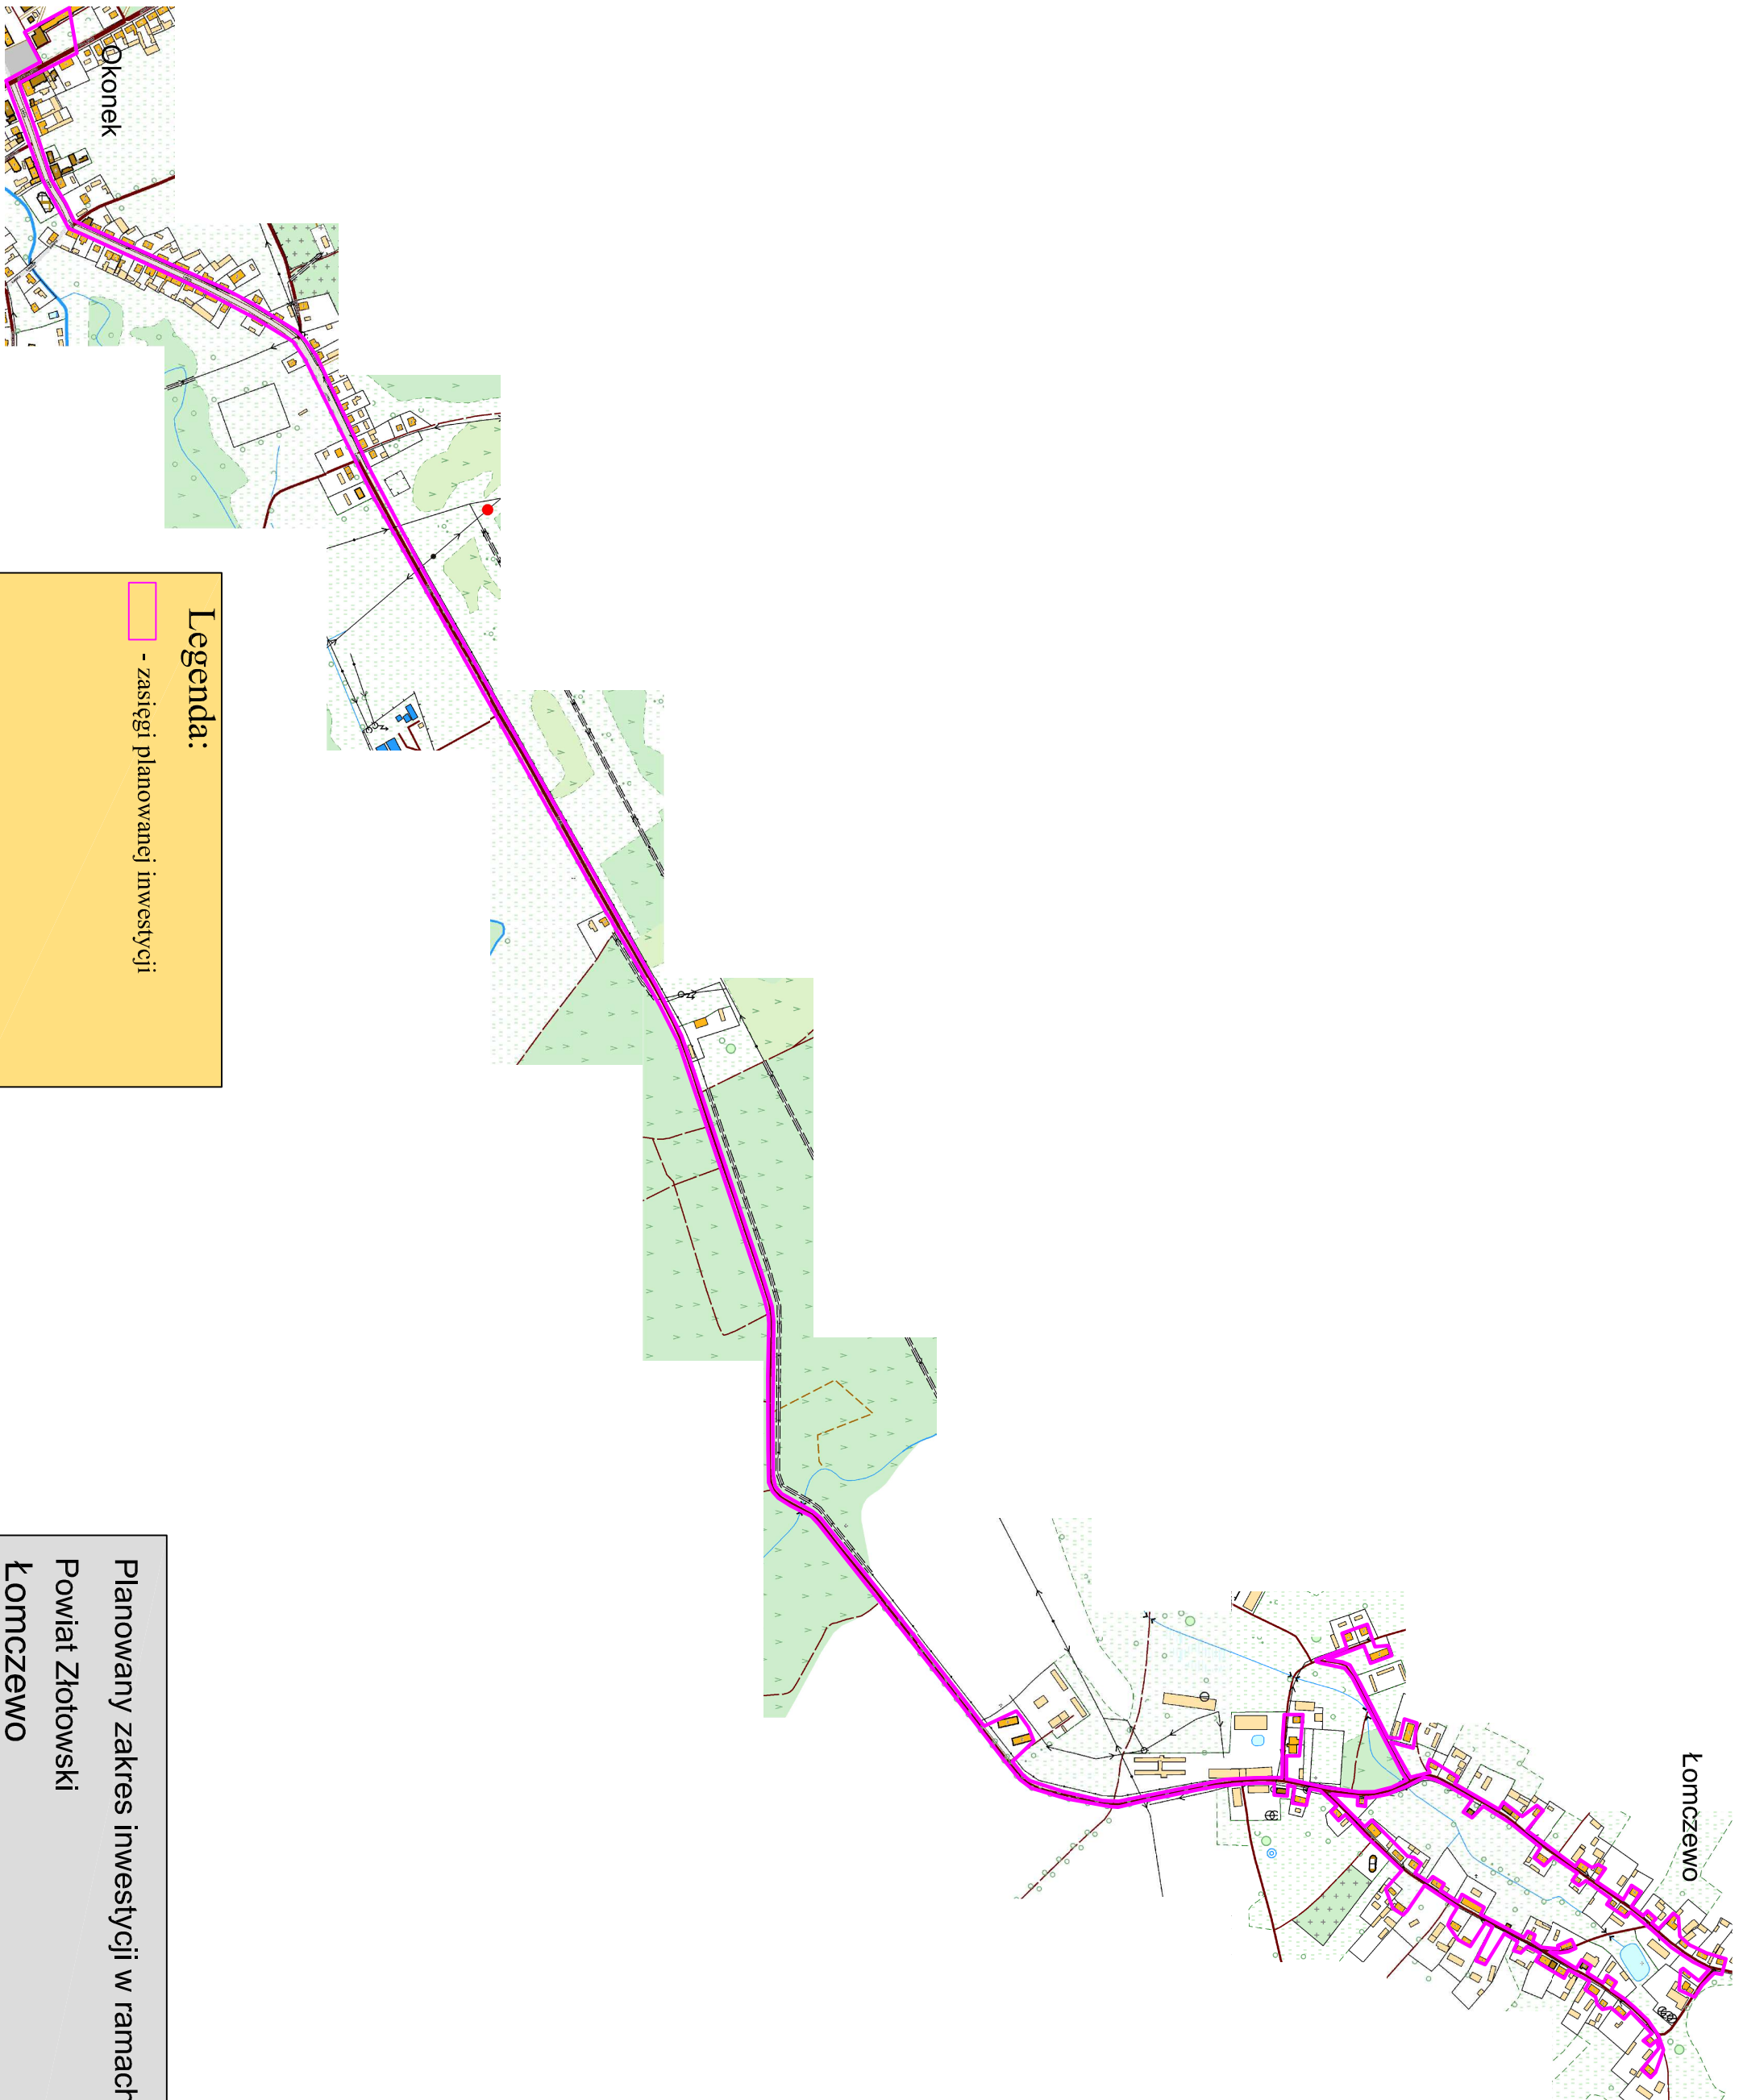 Okonek
Łomczewo
Legenda:
- zasięgi planowanej inwestycji
Planowany zakres inwestycji w ramach
Powiat Złotowski
Łomczewo